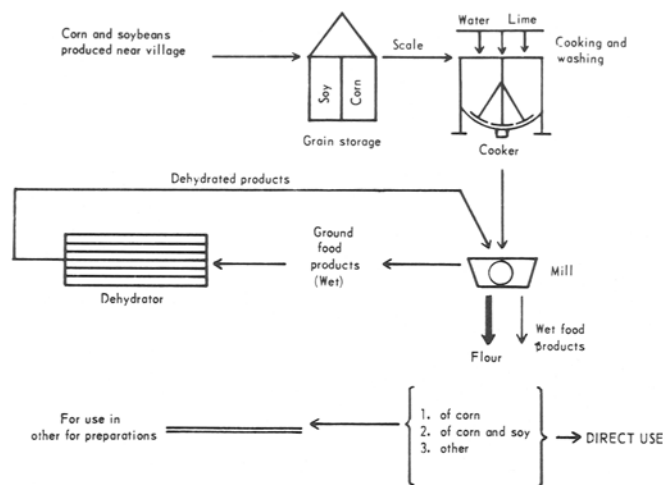 Corn and soybeans
produced near village
Soy
Corn
Grain storage
Scale
Water
Lime
Cooking and
washing
Cooker
Dehydrated products
Dehydrator
Ground
food
products
(Wet)
Mill
Flour
Wet food
products
For use in
other for preparations
1. of corn
2. of corn and soy
3. other
DIRECT USE